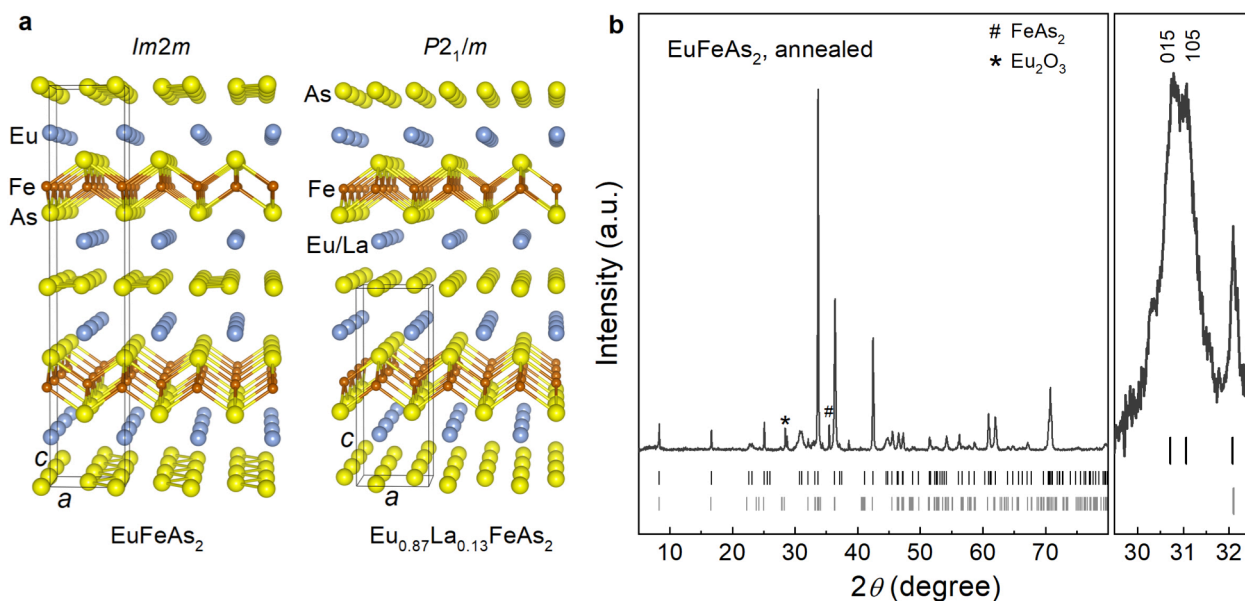 a
Im2m
P2₁/m
As
Eu
Fe
As
Fe
Eu/La
c
a
c
a
EuFeAs₂
Eu₀.₈₇La₀.₁₃FeAs₂
b
EuFeAs₂, annealed
# FeAs₂
* Eu₂O₃
015
105
*
#
Intensity (a.u.)
10 20 30 40 50 60 70
30 31 32
2θ (degree)